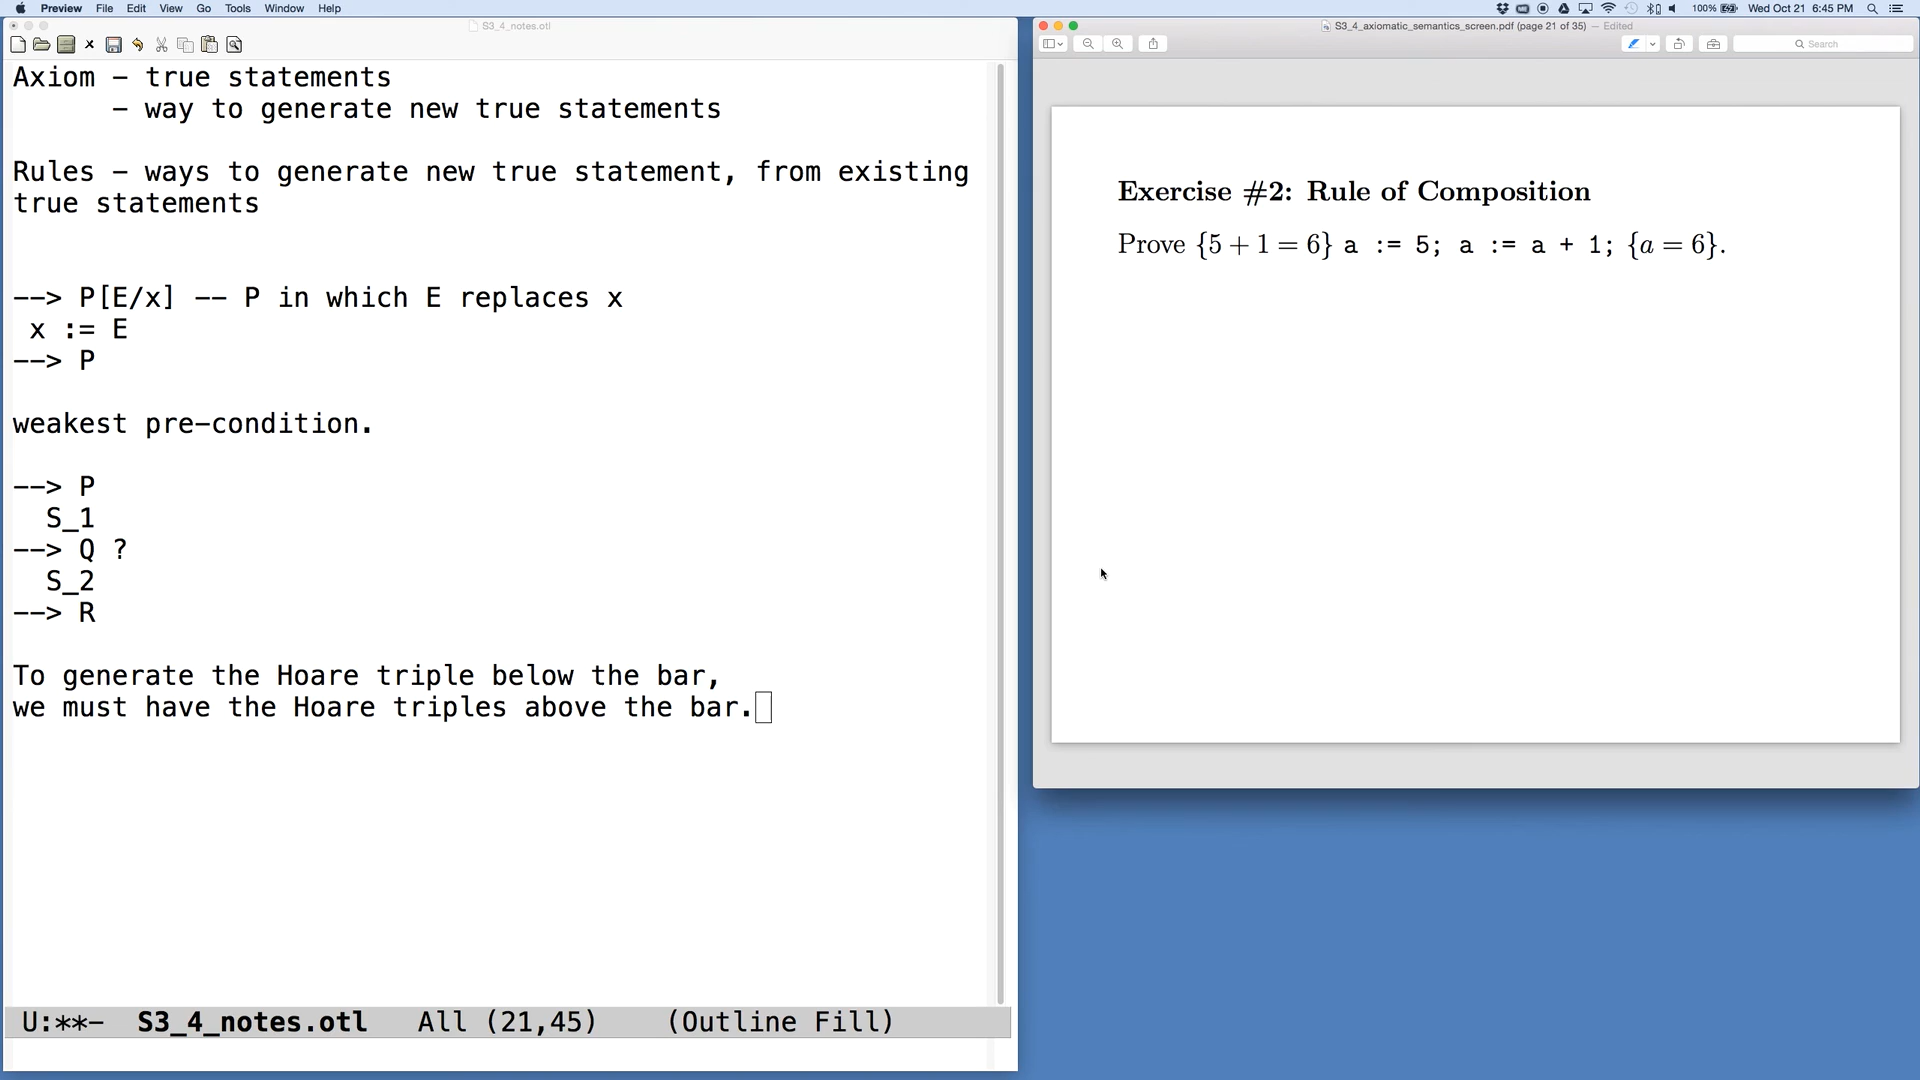 Preview File Edit View Go Tools Window Help
100% Wed Oct 21 6:45 PM
S3_4_notes.otl
Axiom – true statements
– way to generate new true statements
Rules – ways to generate new true statement, from existing
true statements
--> P[E/x] -- P in which E replaces x
x := E
--> P
weakest pre-condition.
--> P
S_1
--> Q ?
S_2
--> R
To generate the Hoare triple below the bar,
we must have the Hoare triples above the bar.
U:**- S3_4_notes.otl All (21,45) (Outline Fill)
S3_4_axiomatic_semantics_screen.pdf (page 21 of 35) — Edited
Search
Exercise #2: Rule of Composition
Prove {5 + 1 = 6} a := 5; a := a + 1; {a = 6}.